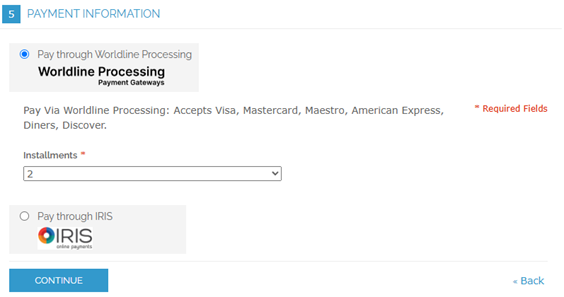 5 PAYMENT INFORMATION
Pay through Worldline Processing
Worldline Processing
Payment Gateways
Pay Via Worldline Processing: Accepts Visa, Mastercard, Maestro, American Express,
Diners, Discover.
* Required Fields
Installments *
2
Pay through IRIS
IRIS
online payments
CONTINUE
« Back